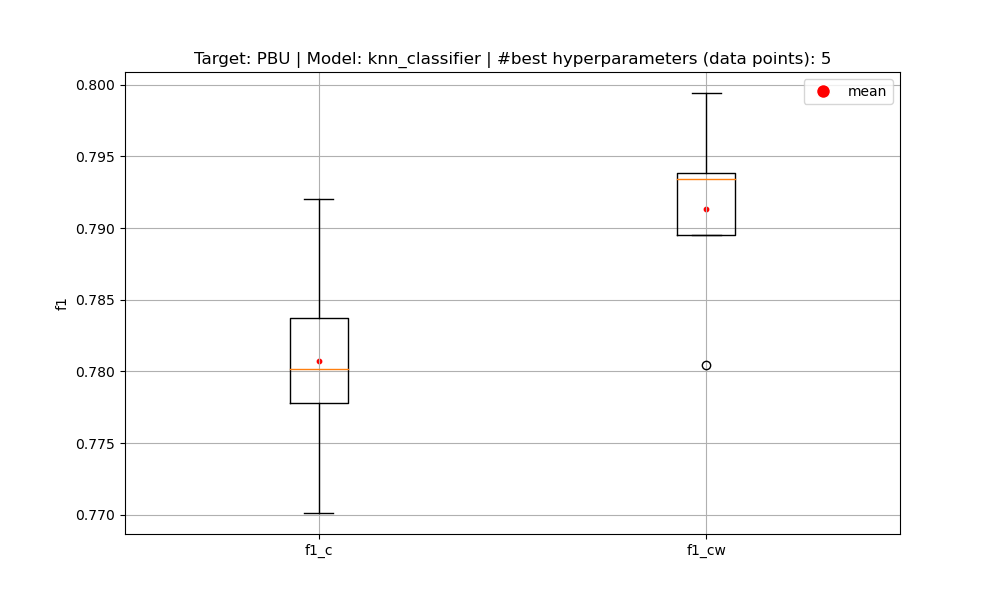 Target: PBU | Model: knn_classifier | #best hyperparameters (data points): 5
mean
f1
0.800
0.795
0.790
0.785
0.780
0.775
0.770
f1_c
f1_cw